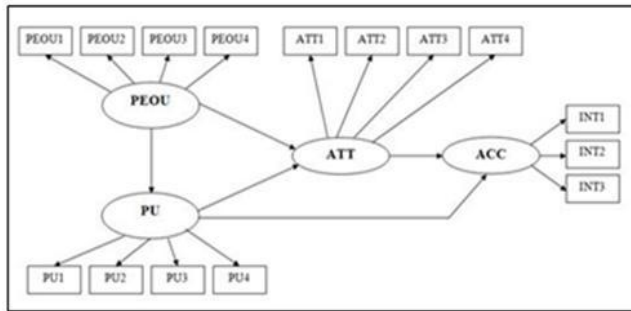 PEOU1 PEOU2 PEOU3 PEOU4 ATT1 ATT2 ATT3 ATT4
PEOU
INT1
ATT ACC INT2
INT3
PU
PU1 PU2 PU3 PU4